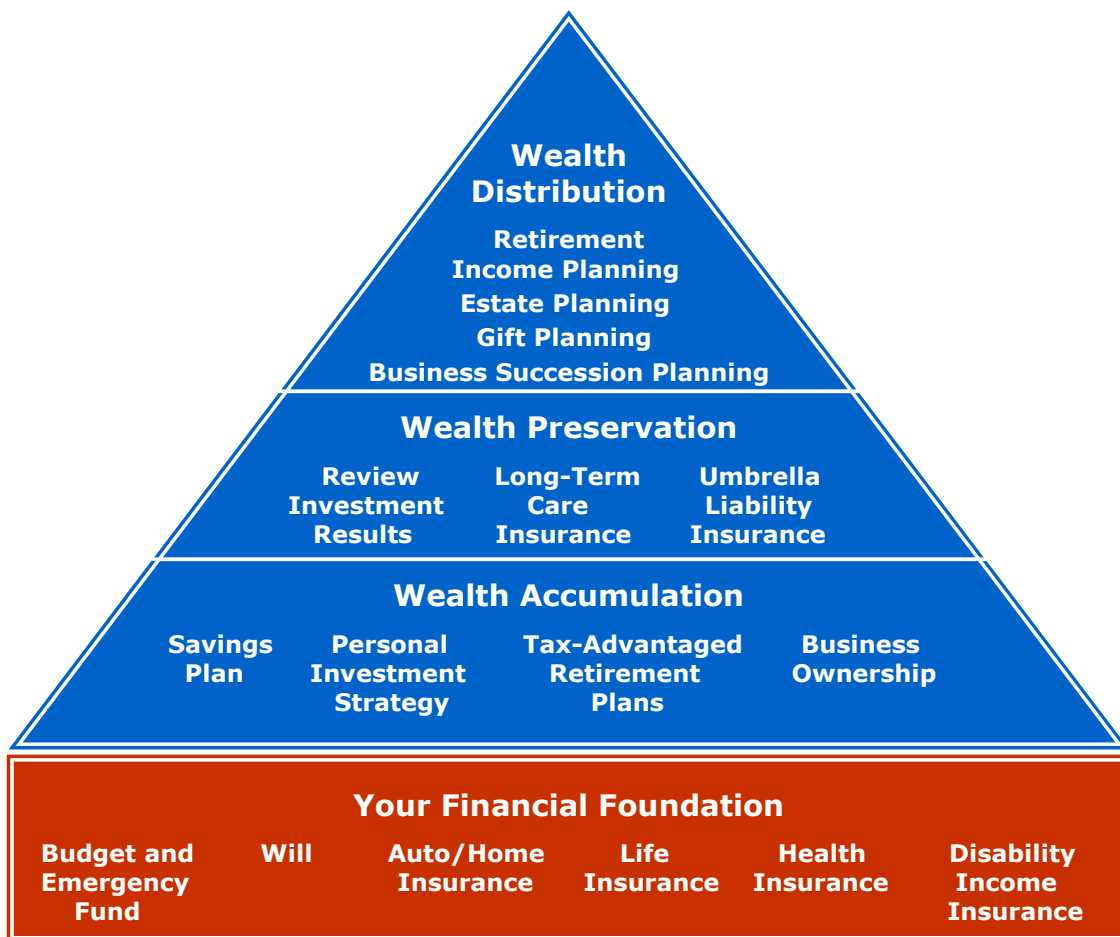 Wealth
Distribution
Retirement
Income Planning
Estate Planning
Gift Planning
Business Succession Planning
Wealth Preservation
Review
Investment
Results
Long-Term
Care
Insurance
Umbrella
Liability
Insurance
Wealth Accumulation
Savings
Plan
Personal
Investment
Strategy
Tax-Advantaged
Retirement
Plans
Business
Ownership
Your Financial Foundation
Budget and
Emergency
Fund
Will
Auto/Home
Insurance
Life
Insurance
Health
Insurance
Disability
Income
Insurance